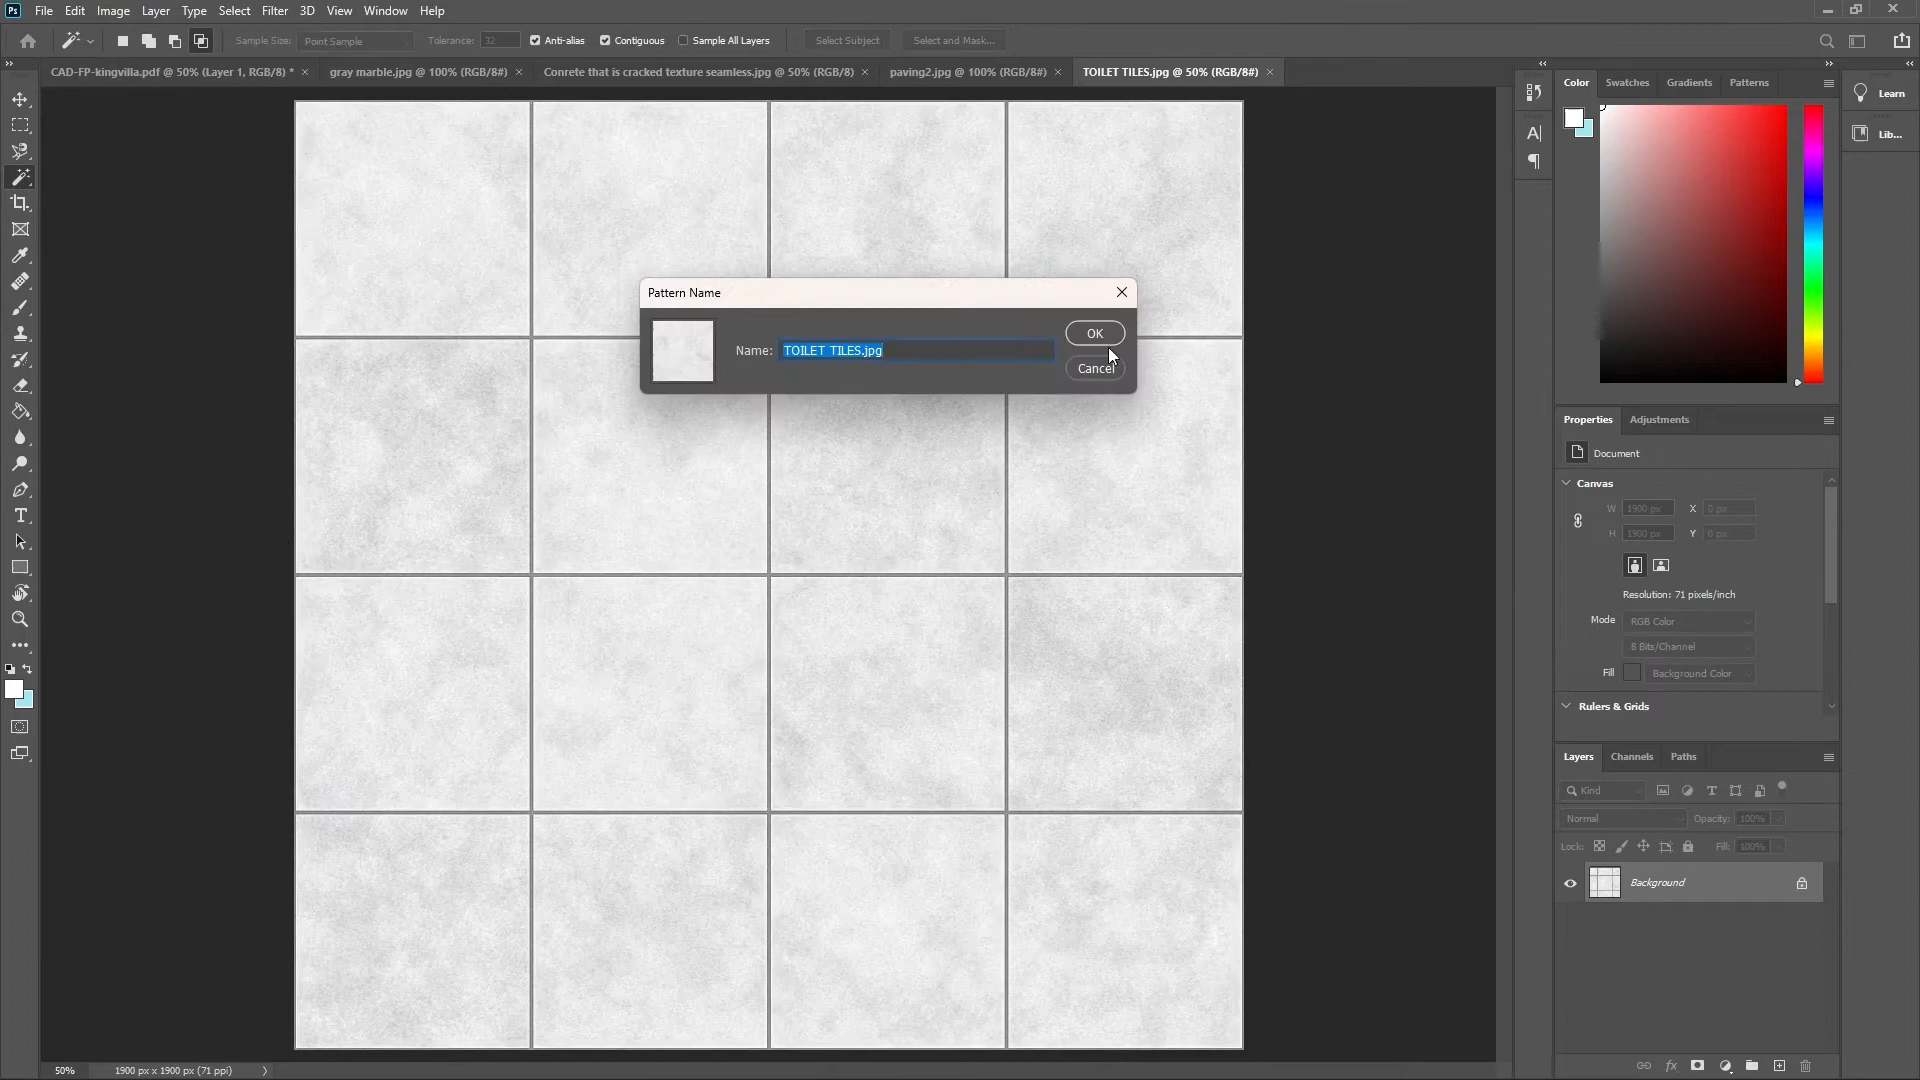 Ps File Edit Image Layer Type Select Filter 3D View Window Help
Sample Size: Point Sample Tolerance: 32 Anti-alias Contiguous Sample All Layers Select Subject Select and Mask...
CAD-FP-kingvilla.pdf @ 50% (Layer 1, RGB/8) * × gray marble.jpg @ 100% (RGB/8#) × Conrete that is cracked texture seamless.jpg @ 50% (RGB/8) × paving2.jpg @ 100% (RGB/8#) × TOILET TILES.jpg @ 50% (RGB/8#) ×
Color Swatches Gradients Patterns
Learn
Lib...
Pattern Name
Name: TOILET TILES.jpg
OK
Cancel
Properties Adjustments
Document
Canvas
W 1900 px X 0 px
H 1900 px Y 0 px
Resolution: 71 pixels/inch
Mode RGB Color
8 Bits/Channel
Fill Background Color
Rulers & Grids
Layers Channels Paths
Kind
Normal Opacity: 100%
Lock: Fill: 100%
Background
fx
50% 1900 px x 1900 px (71 ppi)